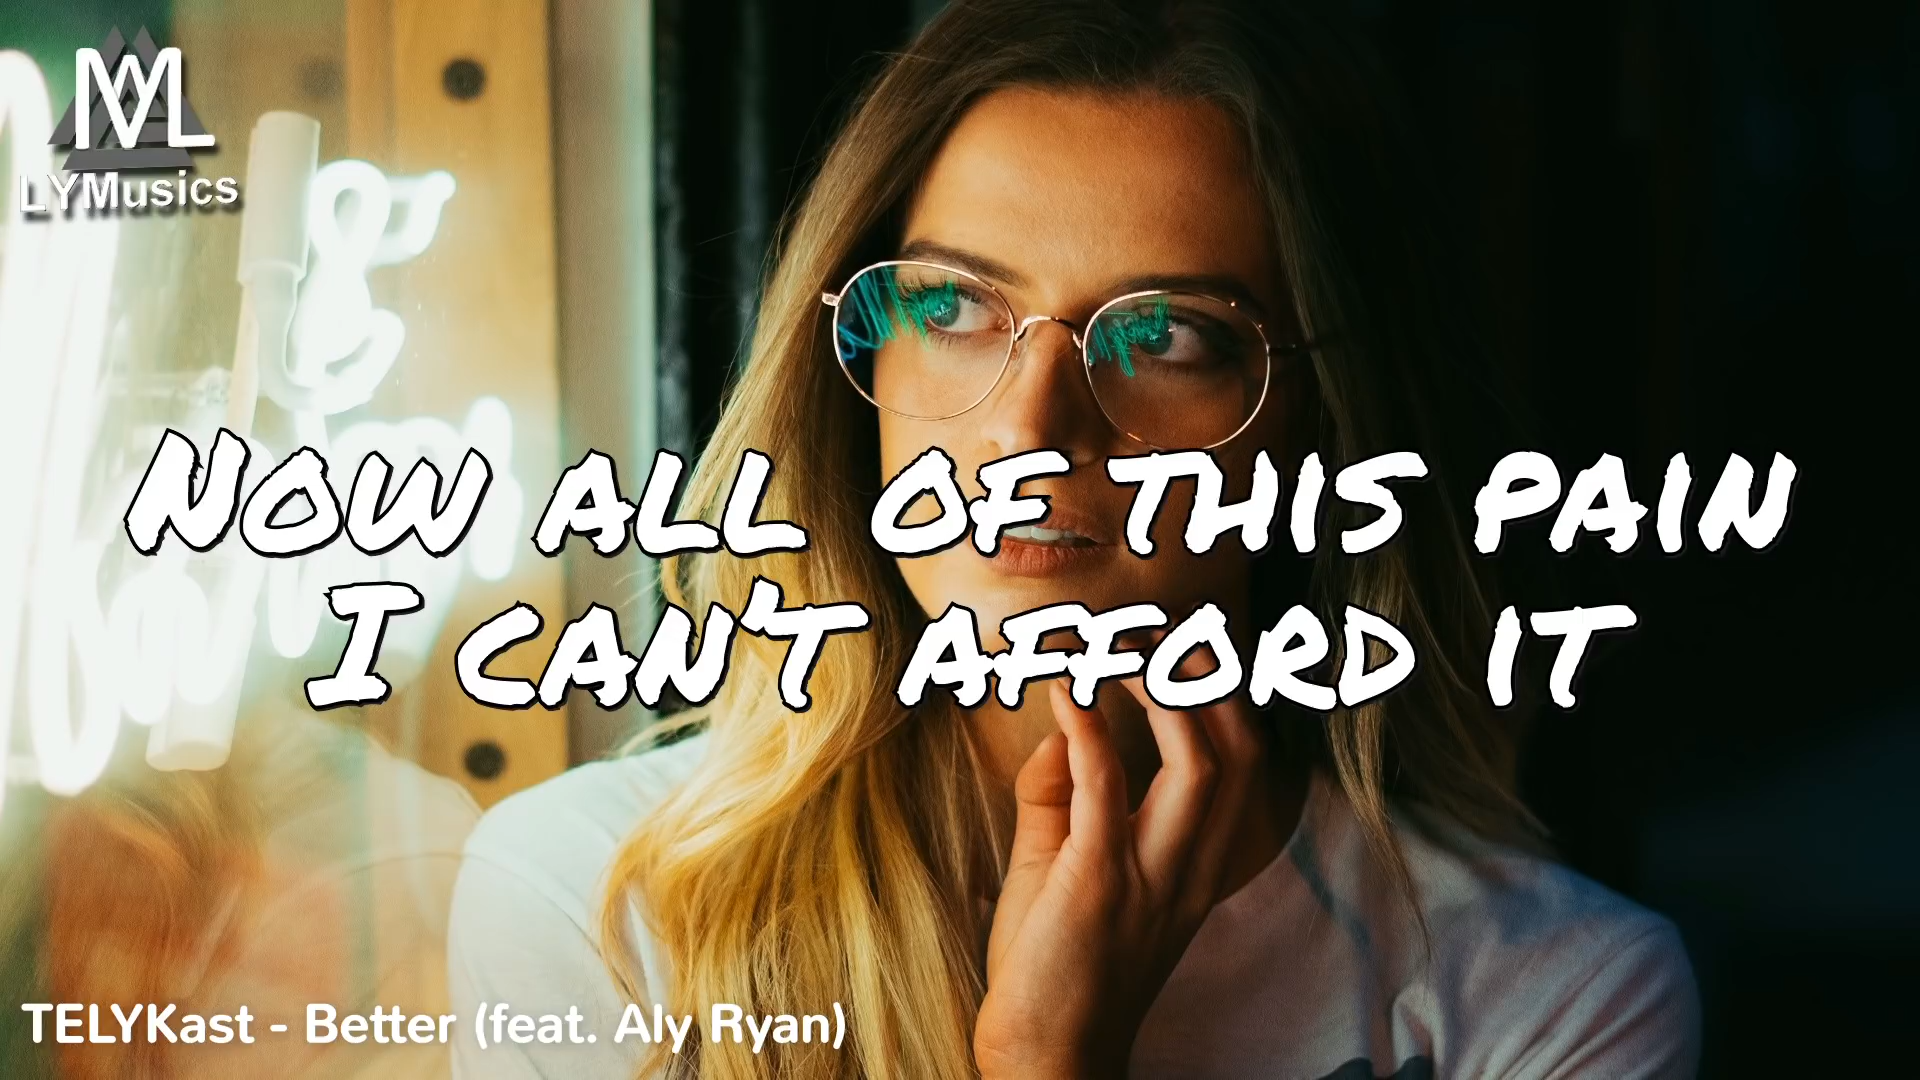 LYMusics
Now all of this pain
I can't afford it
TELYKast - Better (feat. Aly Ryan)